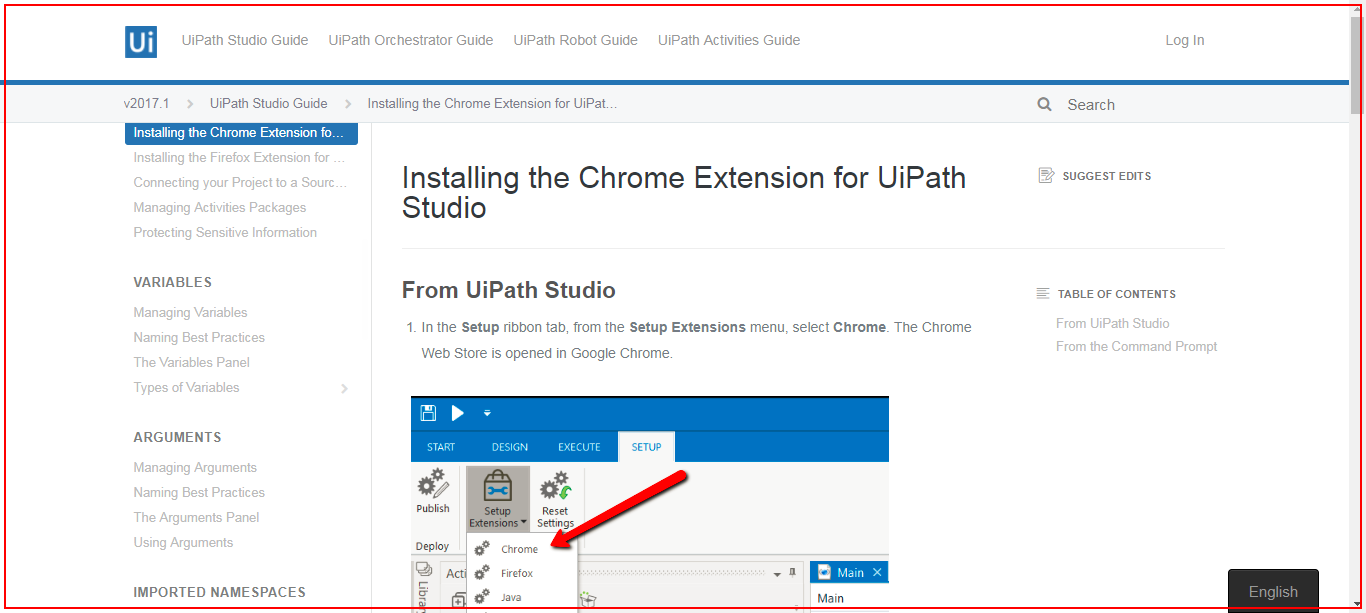 Ui
UiPath Studio Guide UiPath Orchestrator Guide UiPath Robot Guide UiPath Activities Guide Log In
v2017.1 UiPath Studio Guide Installing the Chrome Extension for UiPat... Search
Installing the Chrome Extension fo...
Installing the Firefox Extension for ...
Connecting your Project to a Sourc...
Managing Activities Packages
Protecting Sensitive Information
VARIABLES
Managing Variables
Naming Best Practices
The Variables Panel
Types of Variables
ARGUMENTS
Managing Arguments
Naming Best Practices
The Arguments Panel
Using Arguments
IMPORTED NAMESPACES
Installing the Chrome Extension for UiPath
Studio
From UiPath Studio
1. In the Setup ribbon tab, from the Setup Extensions menu, select Chrome. The Chrome
Web Store is opened in Google Chrome.
START DESIGN EXECUTE SETUP
Publish
Setup
Extensions
Reset
Settings
Deploy
Chrome
Firefox
Java
Acti
Librar
Main
Main
SUGGEST EDITS
TABLE OF CONTENTS
From UiPath Studio
From the Command Prompt
English